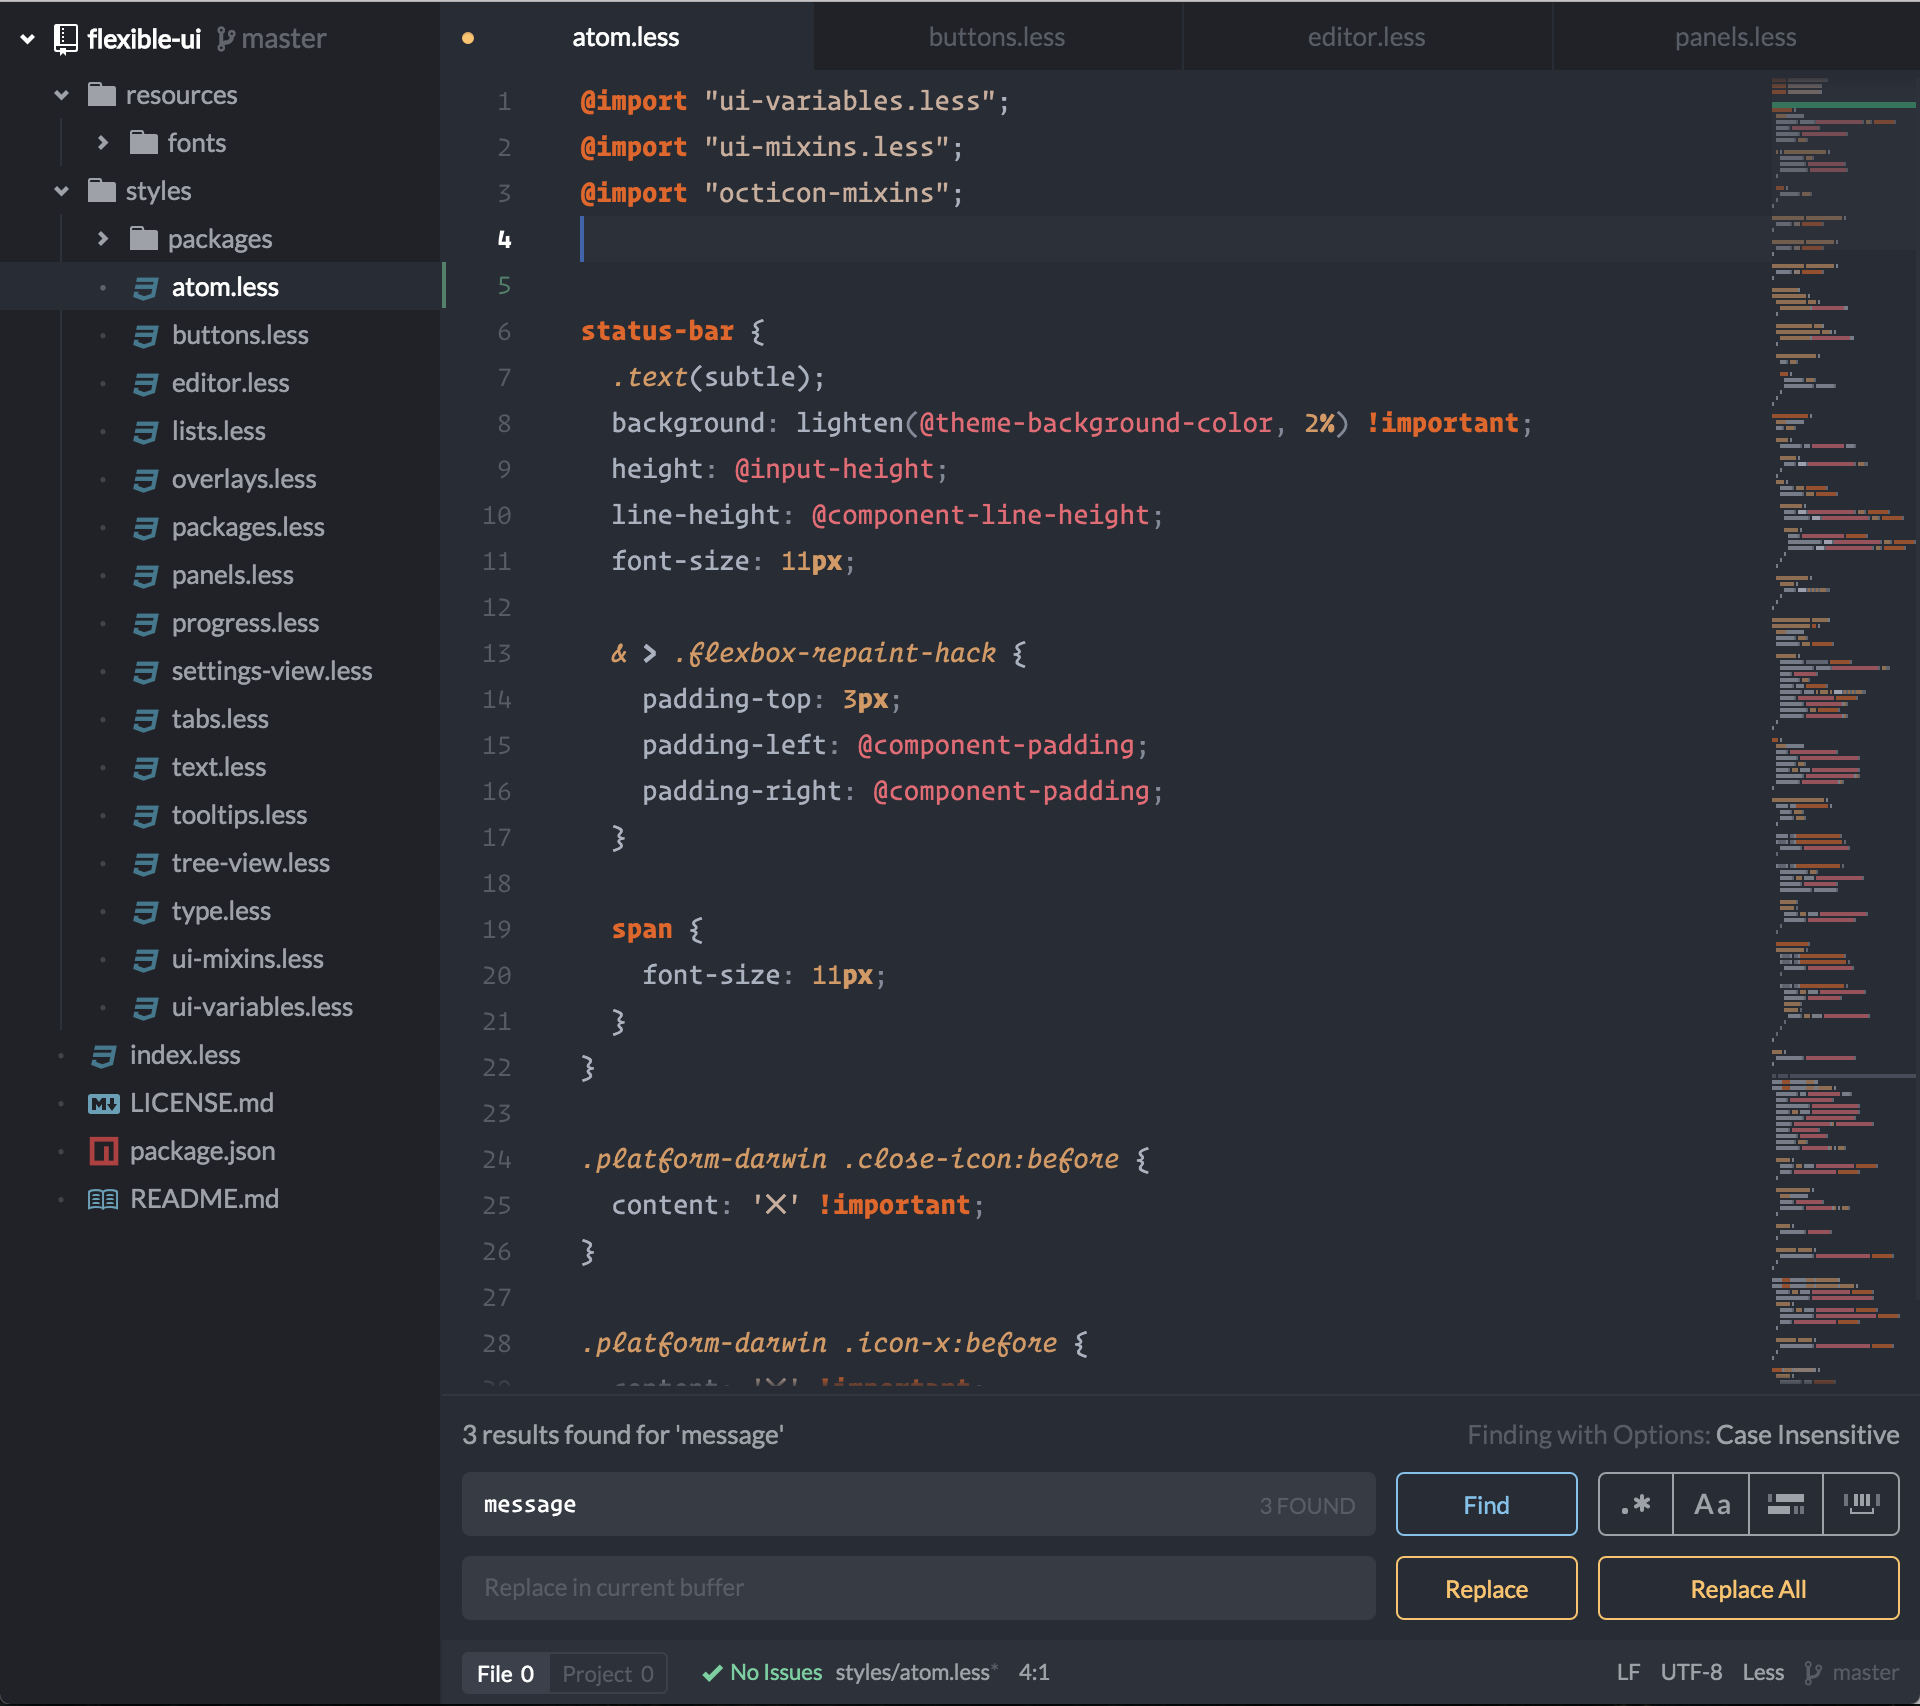 flexible-ui master
resources
fonts
styles
packages
atom.less
buttons.less
editor.less
lists.less
overlays.less
packages.less
panels.less
progress.less
settings-view.less
tabs.less
text.less
tooltips.less
tree-view.less
type.less
ui-mixins.less
ui-variables.less
index.less
LICENSE.md
package.json
README.md
atom.less buttons.less editor.less panels.less
1 @import "ui-variables.less";
2 @import "ui-mixins.less";
3 @import "octicon-mixins";
4
5
6 status-bar {
7 .text(subtle);
8 background: lighten(@theme-background-color, 2%) !important;
9 height: @input-height;
10 line-height: @component-line-height;
11 font-size: 11px;
12
13 & > .flexbox-repaint-hack {
14 padding-top: 3px;
15 padding-left: @component-padding;
16 padding-right: @component-padding;
17 }
18
19 span {
20 font-size: 11px;
21 }
22 }
23
24 .platform-darwin .close-icon:before {
25 content: '✕' !important;
26 }
27
28 .platform-darwin .icon-x:before {
29 content: '✕' !important;
3 results found for 'message' Finding with Options: Case Insensitive
message 3 FOUND Find .* Aa
Replace in current buffer Replace Replace All
File 0 Project 0 No Issues styles/atom.less* 4:1 LF UTF-8 Less master